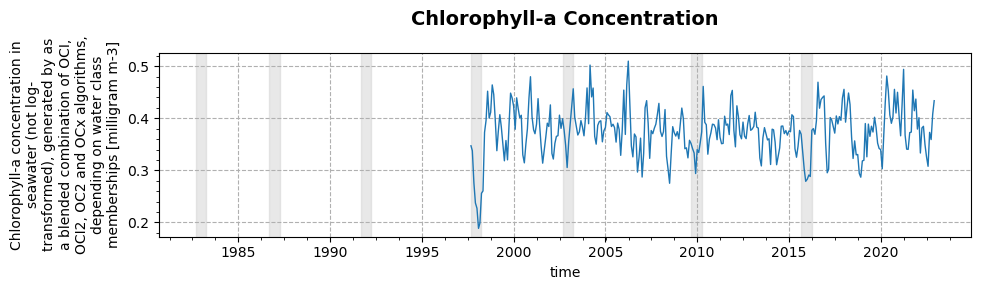 Chlorophyll-a Concentration
Chlorophyll-a concentration in
seawater (not log-
transformed), generated by as
a blended combination of OCI,
OCI2, OC2 and OCx algorithms,
depending on water class
memberships [milligram m-3]
0.5
0.4
0.3
0.2
1985 1990 1995 2000 2005 2010 2015 2020
time